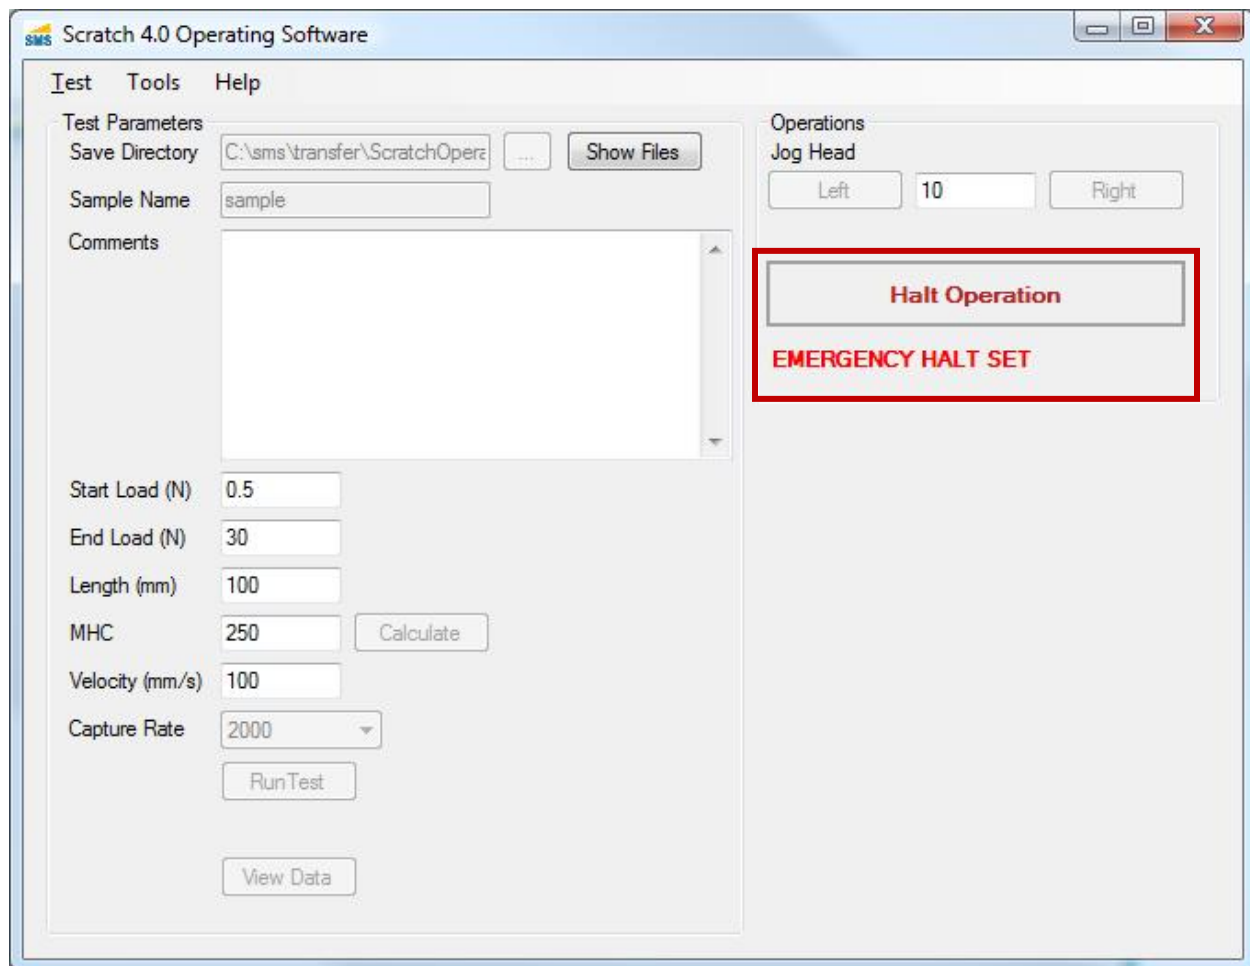 SMS Scratch 4.0 Operating Software
Test Tools Help
Test Parameters
Save Directory C:\sms\transfer\ScratchOpera ... Show Files
Sample Name sample
Comments
Start Load (N) 0.5
End Load (N) 30
Length (mm) 100
MHC 250 Calculate
Velocity (mm/s) 100
Capture Rate 2000
RunTest
View Data
Operations
Jog Head
Left 10 Right
Halt Operation
EMERGENCY HALT SET